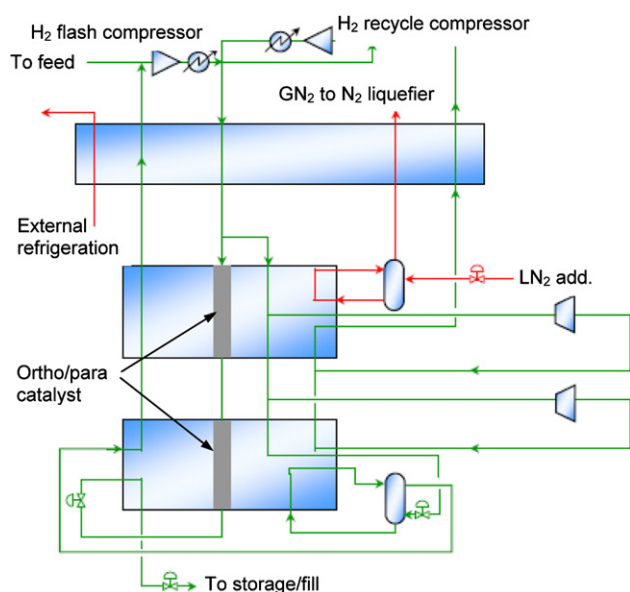 H₂ flash compressor
H₂ recycle compressor
To feed
GN₂ to N₂ liquefier
External
refrigeration
LN₂ add.
Ortho/para
catalyst
To storage/fill